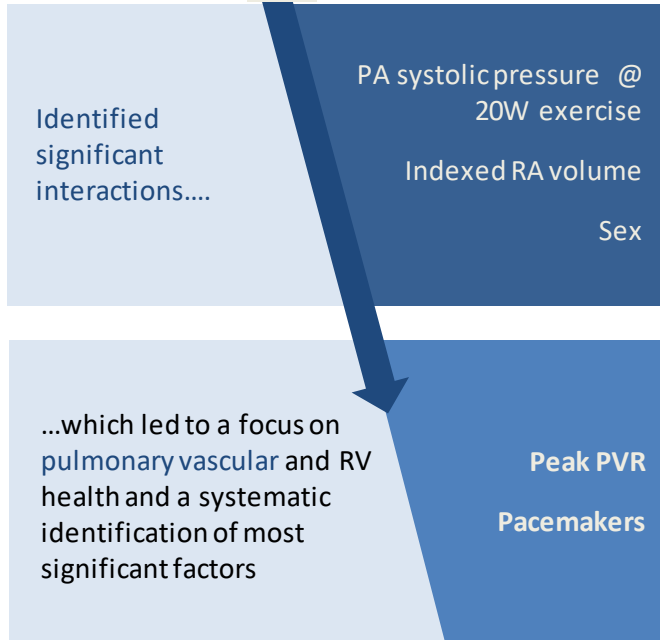 Identified
significant
interactions....
PA systolic pressure @
20W exercise
Indexed RA volume
Sex
...which led to a focus on
pulmonary vascular and RV
health and a systematic
identification of most
significant factors
Peak PVR
Pacemakers